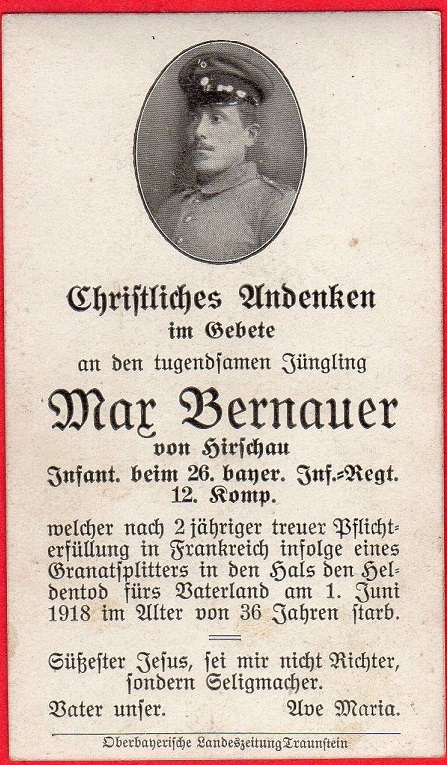 Christliches Andenken
im Gebete
an den tugendsamen Jüngling
Max Bernauer
von Hirschau
Infant. beim 26. bayer. Inf.-Regt.
12. Komp.
welcher nach 2 jähriger treuer Pflicht-
erfüllung in Frankreich infolge eines
Granatsplitters in den Hals den Hel-
dentod fürs Vaterland am 1. Juni
1918 im Alter von 36 Jahren starb.
Süßester Jesus, sei mir nicht Richter,
sondern Seligmacher.
Vater unser. Ave Maria.
Oberbayerische Landeszeitung Traunstein